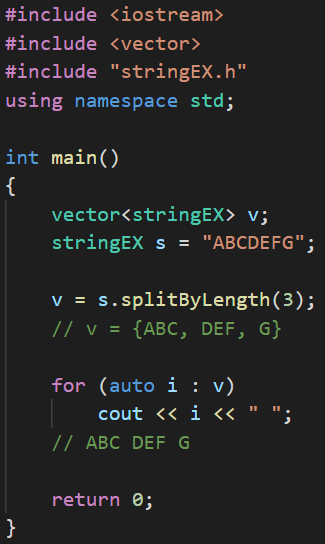 #include <iostream>
#include <vector>
#include "stringEX.h"
using namespace std;

int main()
{
    vector<stringEX> v;
    stringEX s = "ABCDEFG";

    v = s.splitByLength(3);
    // v = {ABC, DEF, G}

    for (auto i : v)
        cout << i << " ";
    // ABC DEF G

    return 0;
}